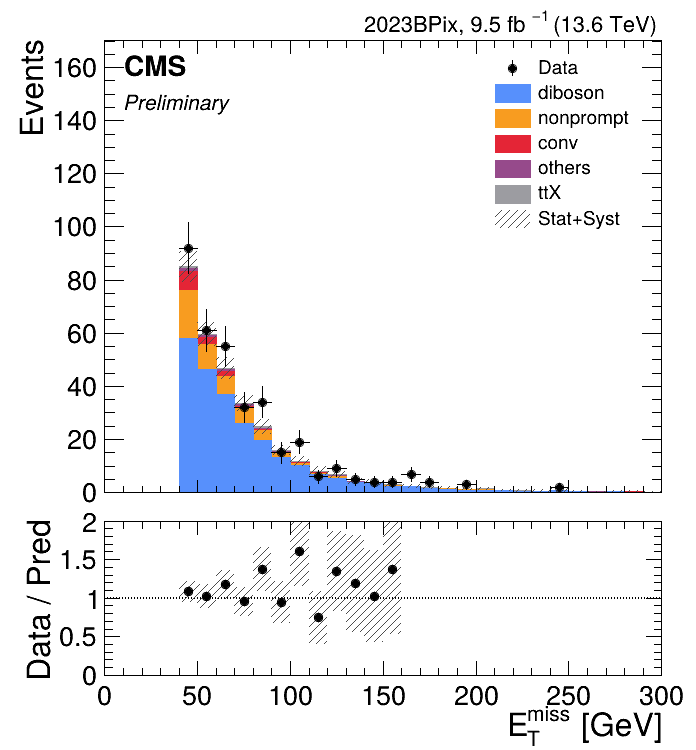 2023BPix, 9.5 fb⁻¹ (13.6 TeV)
CMS
Preliminary
Events
160
140
120
100
80
60
40
20
0
Data
diboson
nonprompt
conv
others
ttX
Stat+Syst
Data / Pred
2
1.5
1
0.5
0
0 50 100 150 200 250 300
E_T^miss [GeV]